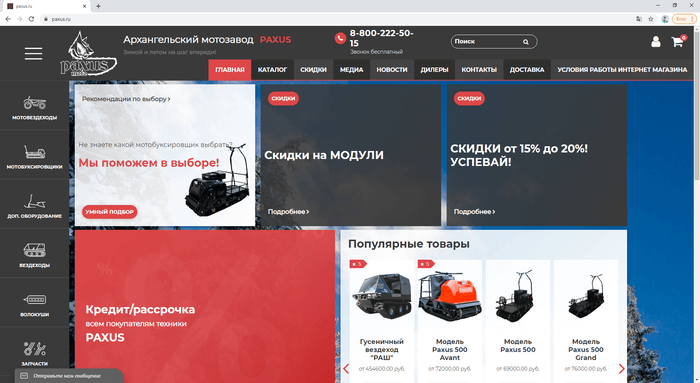 paxus.ru
paxus.ru
paxus
мото
Архангельский мотозавод PAXUS
Зимой и летом на шаг впереди!
8-800-222-50-
15
Звонок бесплатный
Поиск
0
ГЛАВНАЯ КАТАЛОГ СКИДКИ МЕДИА НОВОСТИ ДИЛЕРЫ КОНТАКТЫ ДОСТАВКА УСЛОВИЯ РАБОТЫ ИНТЕРНЕТ МАГАЗИНА
МОТОВЕЗДЕХОДЫ
МОТОБУКСИРОВЩИКИ
ДОП. ОБОРУДОВАНИЕ
ВЕЗДЕХОДЫ
ВОЛОКУШИ
ЗАПЧАСТИ
Рекомендации по выбору
Не знаете какой мотобуксировщик выбрать?
Мы поможем в выборе!
УМНЫЙ ПОДБОР
СКИДКИ
Скидки на МОДУЛИ
Подробнее
СКИДКИ
СКИДКИ от 15% до 20%!
УСПЕВАЙ!
Подробнее
Кредит/рассрочка
всем покупателям техники
PAXUS
Популярные товары
5
Гусеничный
вездеход
"РАШ"
от 454600.00 руб.
5
Модель
Paxus 500
Avant
от 72000.00 руб.
Модель
Paxus 500
от 69000.00 руб.
Модель
Paxus 500
Grand
от 76000.00 руб.
Отправьте нам сообщение